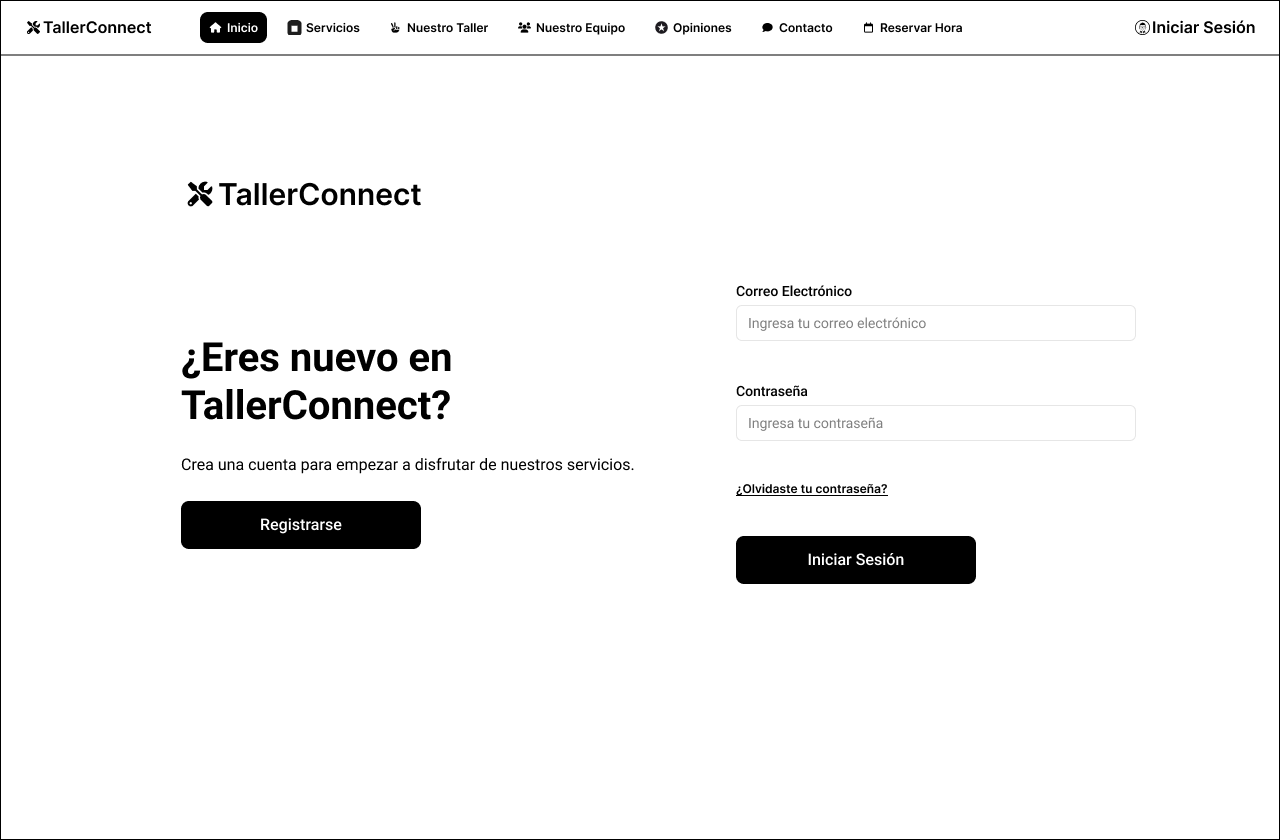 TallerConnect
Inicio
Servicios
Nuestro Taller
Nuestro Equipo
Opiniones
Contacto
Reservar Hora
Iniciar Sesión
TallerConnect
¿Eres nuevo en
TallerConnect?
Crea una cuenta para empezar a disfrutar de nuestros servicios.
Registrarse
Correo Electrónico
Ingresa tu correo electrónico
Contraseña
Ingresa tu contraseña
¿Olvidaste tu contraseña?
Iniciar Sesión